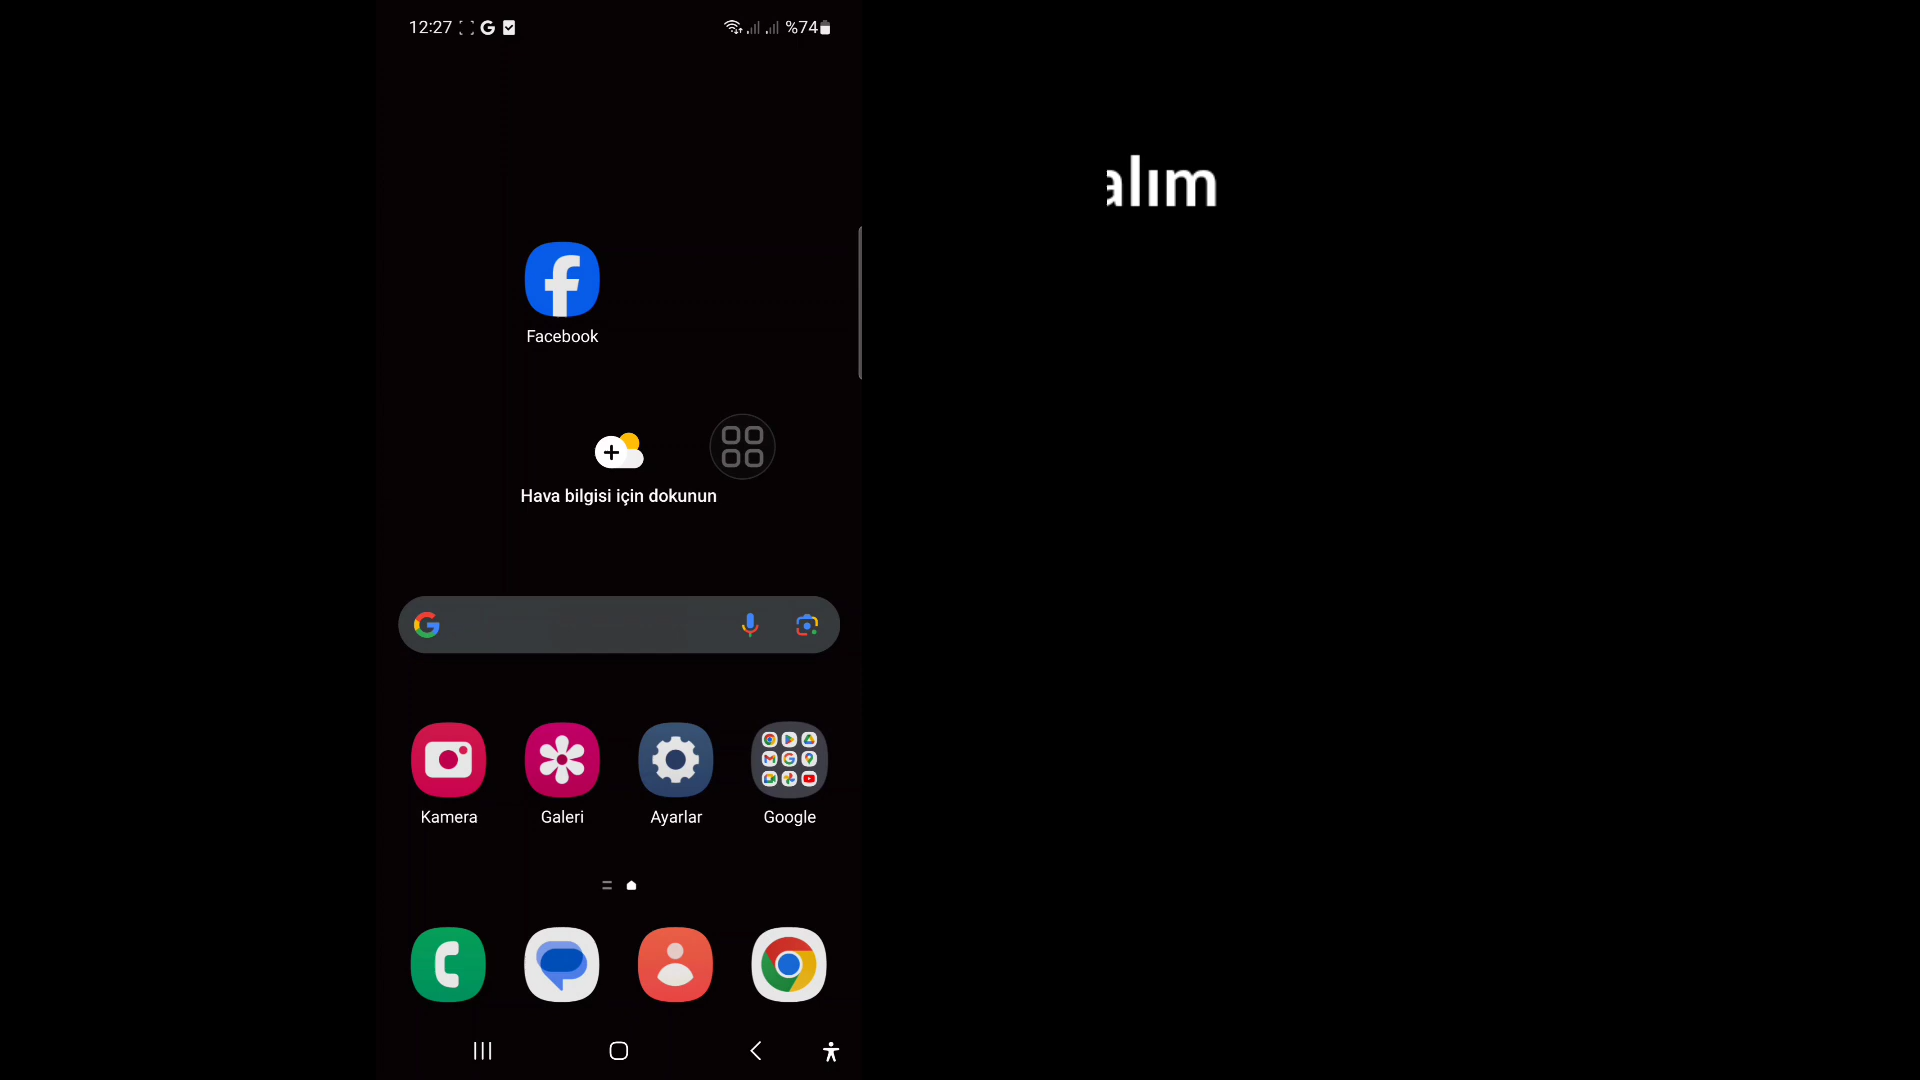 12:27
%74
alım
Facebook
Hava bilgisi için dokunun
Kamera
Galeri
Ayarlar
Google